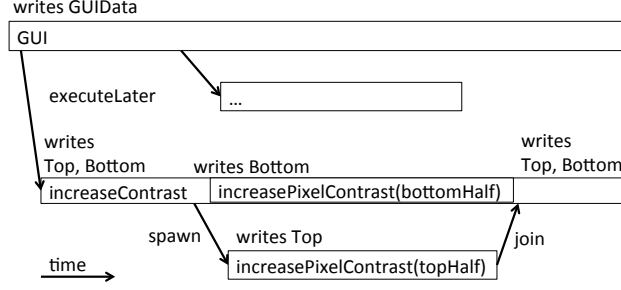 writes GUIData
GUI
executeLater
...
writes
Top, Bottom
writes Bottom
writes
Top, Bottom
increaseContrast
increasePixelContrast(bottomHalf)
spawn
writes Top
join
time
increasePixelContrast(topHalf)